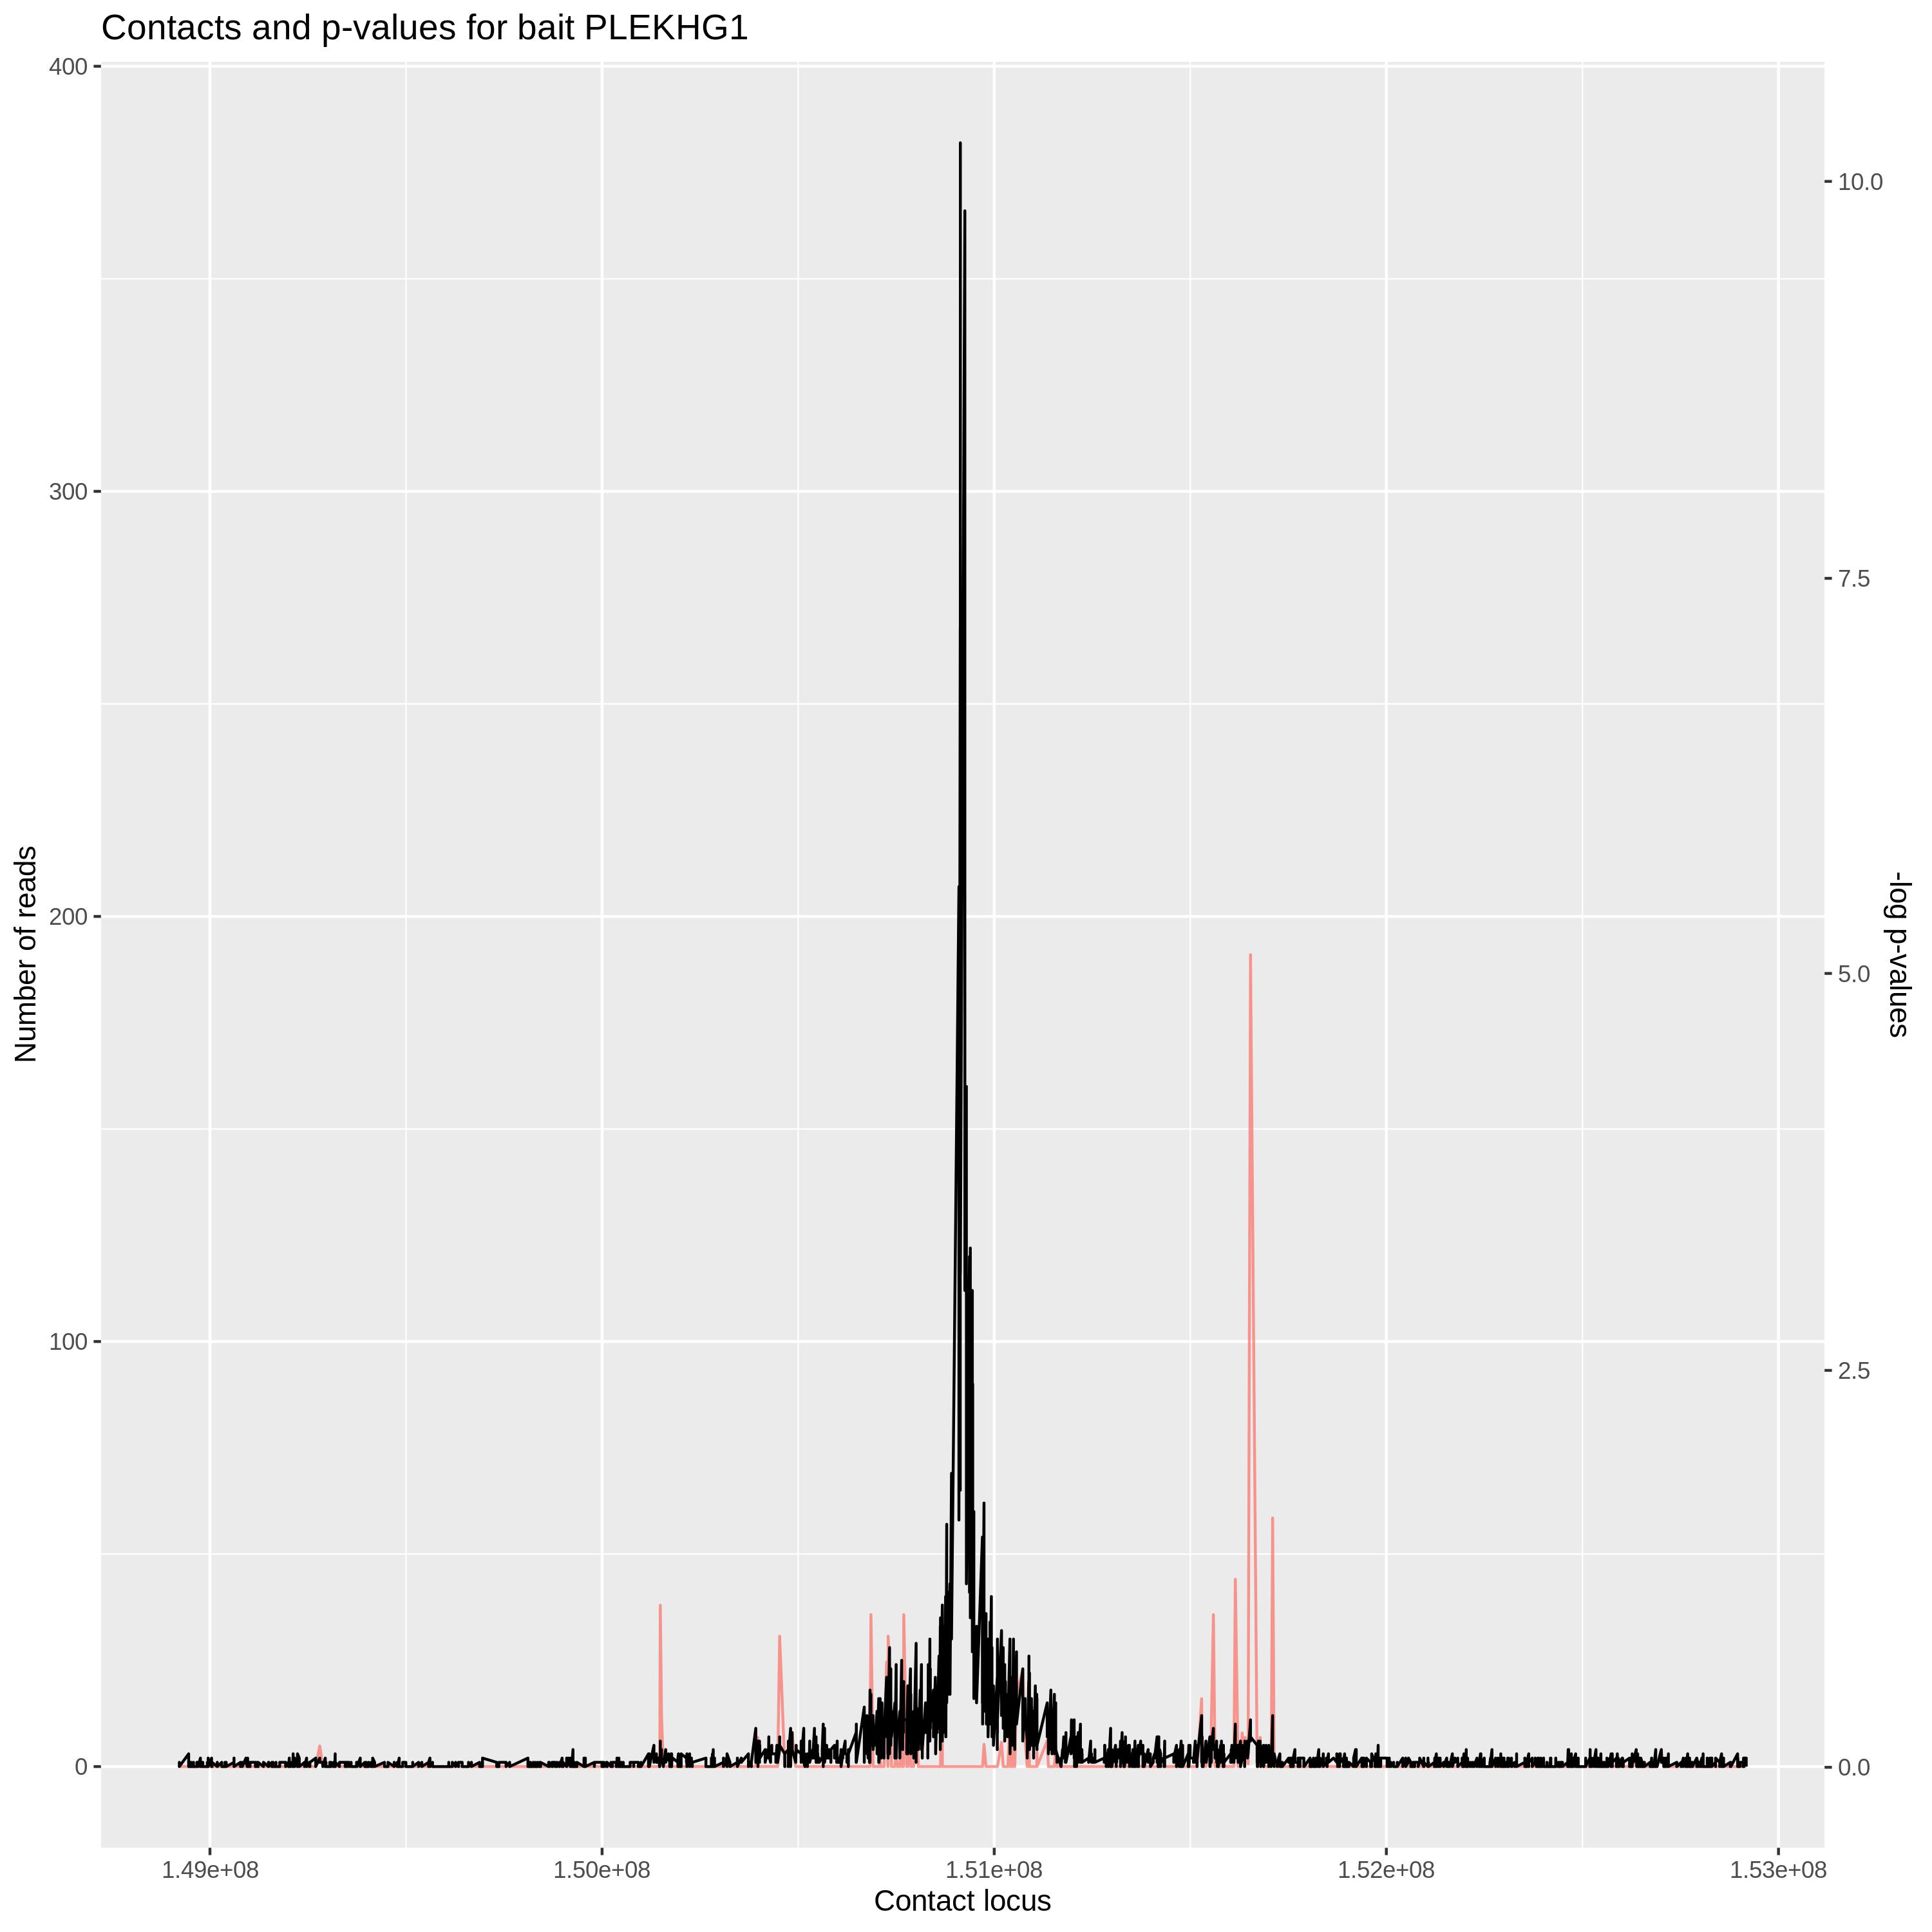 Contacts and p-values for bait PLEKHG1
400
300
200
100
0
Number of reads
10.0
7.5
5.0
2.5
0.0
-log p-values
1.49e+08
1.50e+08
1.51e+08
1.52e+08
1.53e+08
Contact locus